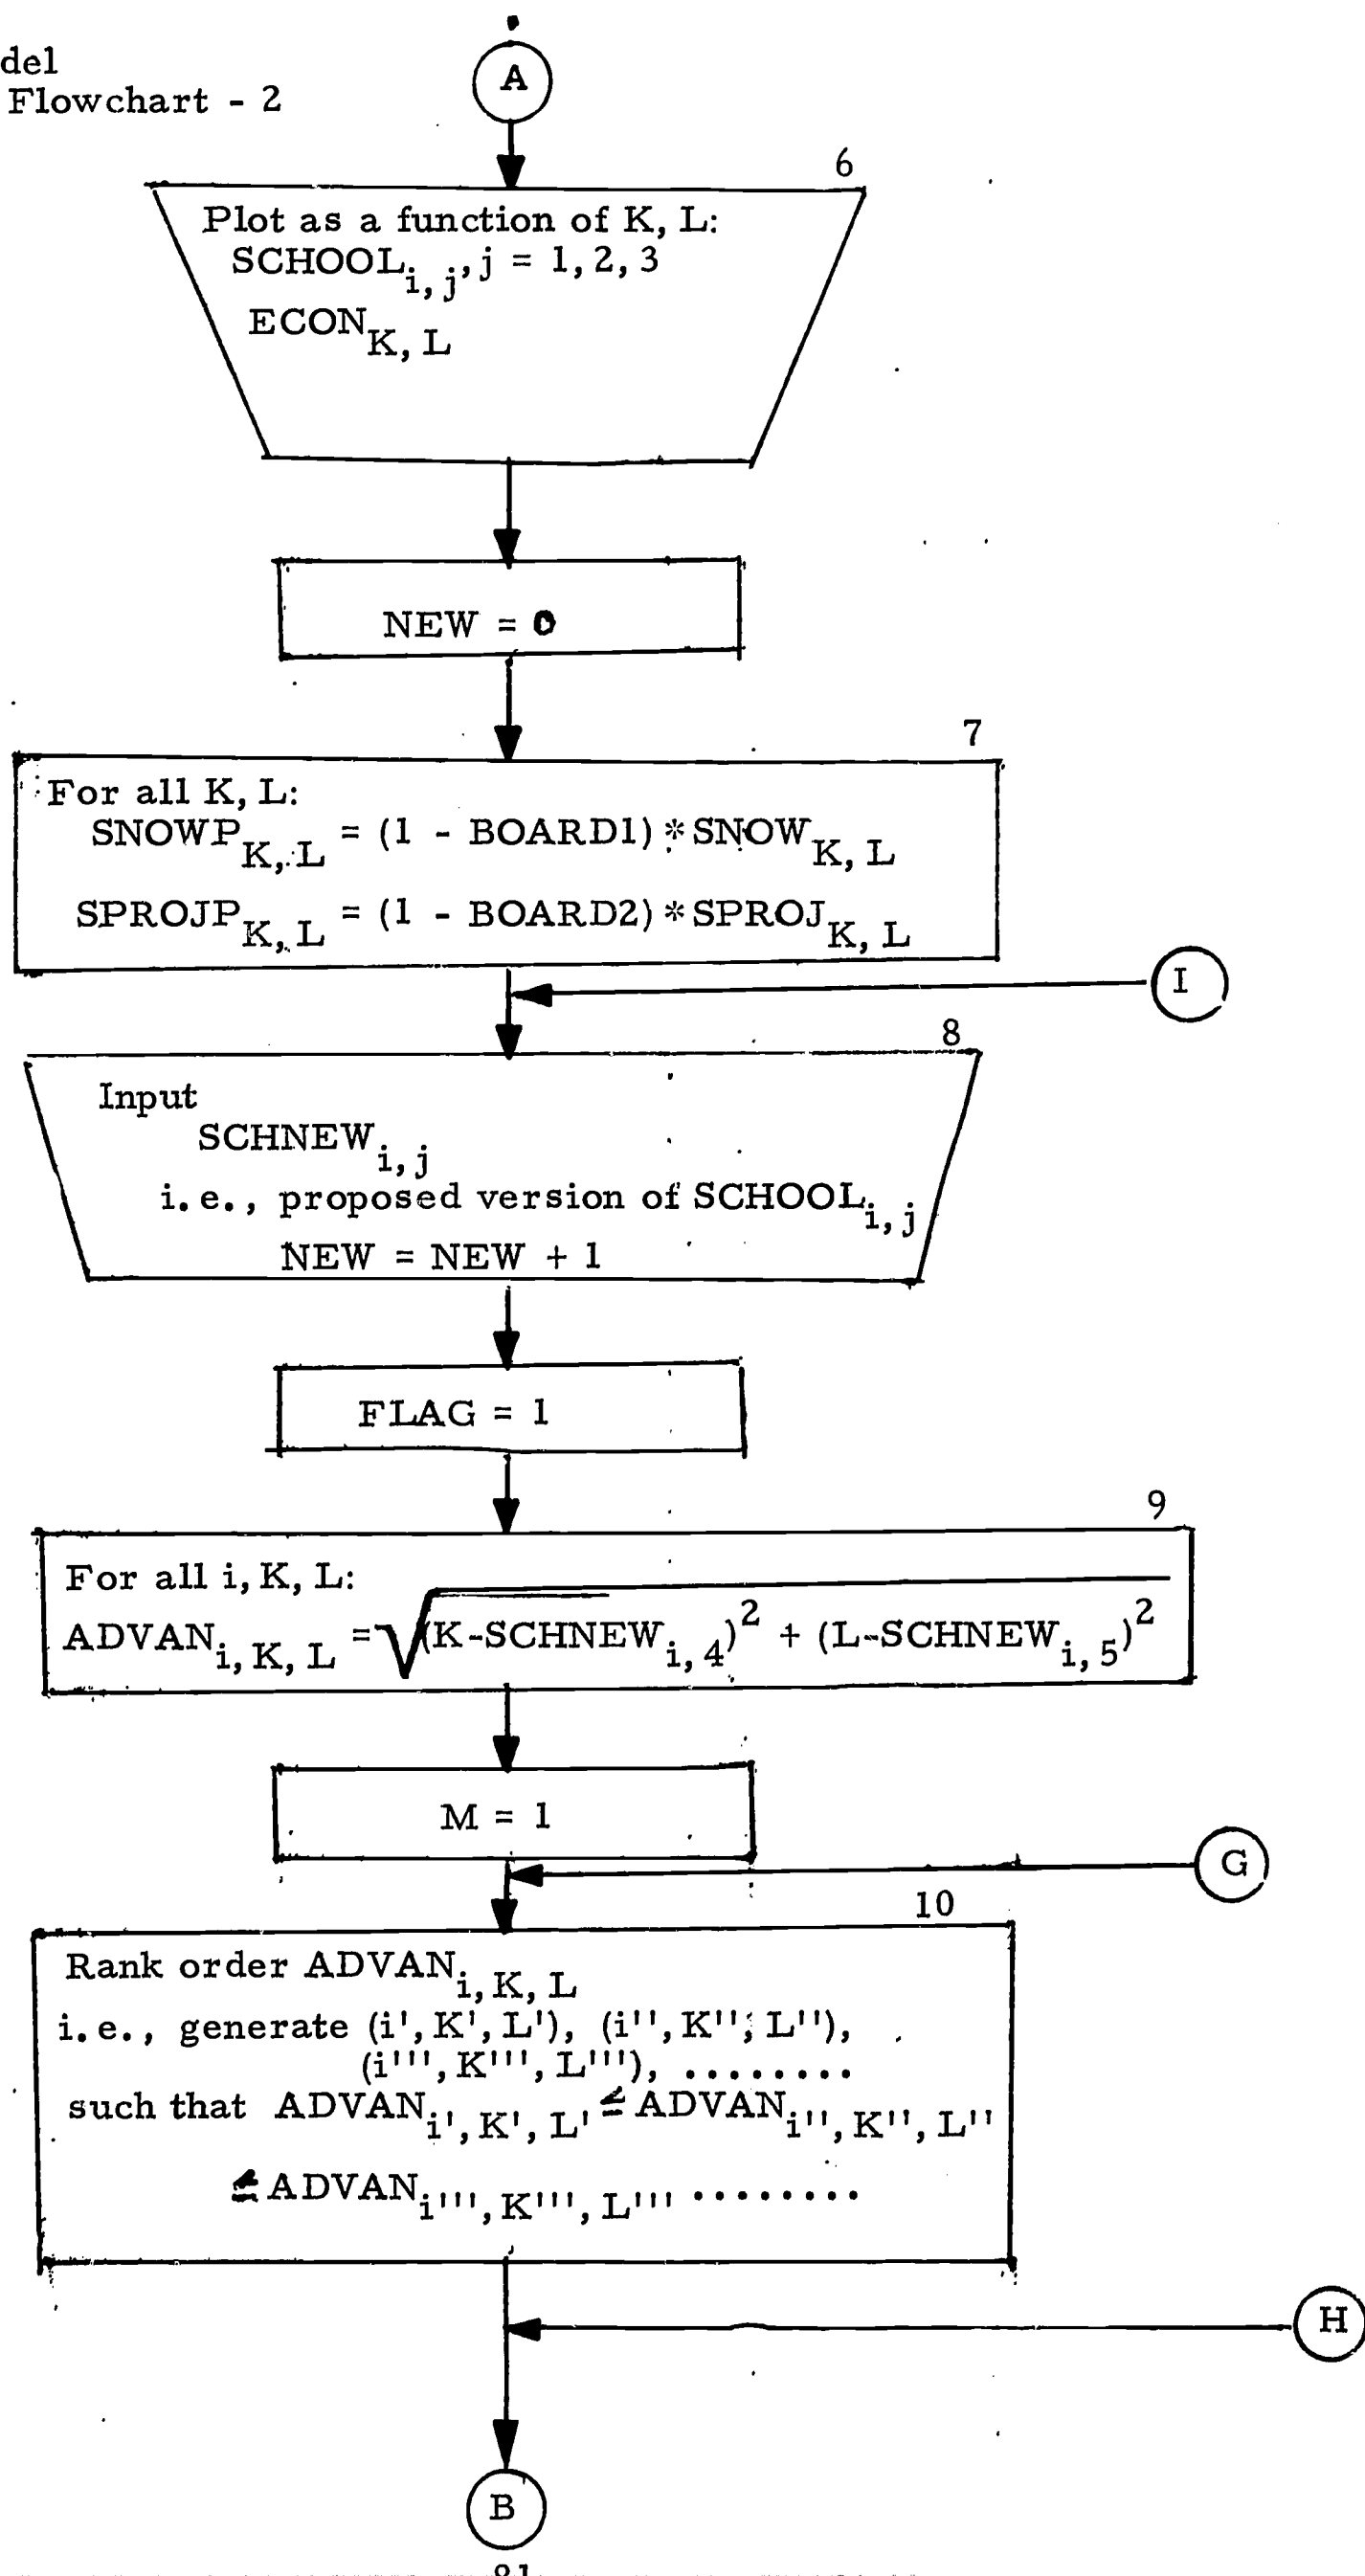 del
Flowchart - 2
A
6
Plot as a function of K, L:
SCHOOL i, j, j = 1, 2, 3
ECON K, L
NEW = 0
7
For all K, L:
SNOWP K, L = (1 - BOARD1) * SNOW K, L
SPROJP K, L = (1 - BOARD2) * SPROJ K, L
I
8
Input
SCHNEW i, j
i.e., proposed version of SCHOOL i, j
NEW = NEW + 1
FLAG = 1
9
For all i, K, L:
ADVAN i, K, L = √(K-SCHNEW i, 4)² + (L-SCHNEW i, 5)²
M = 1
G
10
Rank order ADVAN i, K, L
i.e., generate (i', K', L'), (i'', K'', L''),
(i''', K''', L'''), ........
such that ADVAN i', K', L' ≤ ADVAN i'', K'', L''
≤ ADVAN i''', K''', L''' ........
H
B